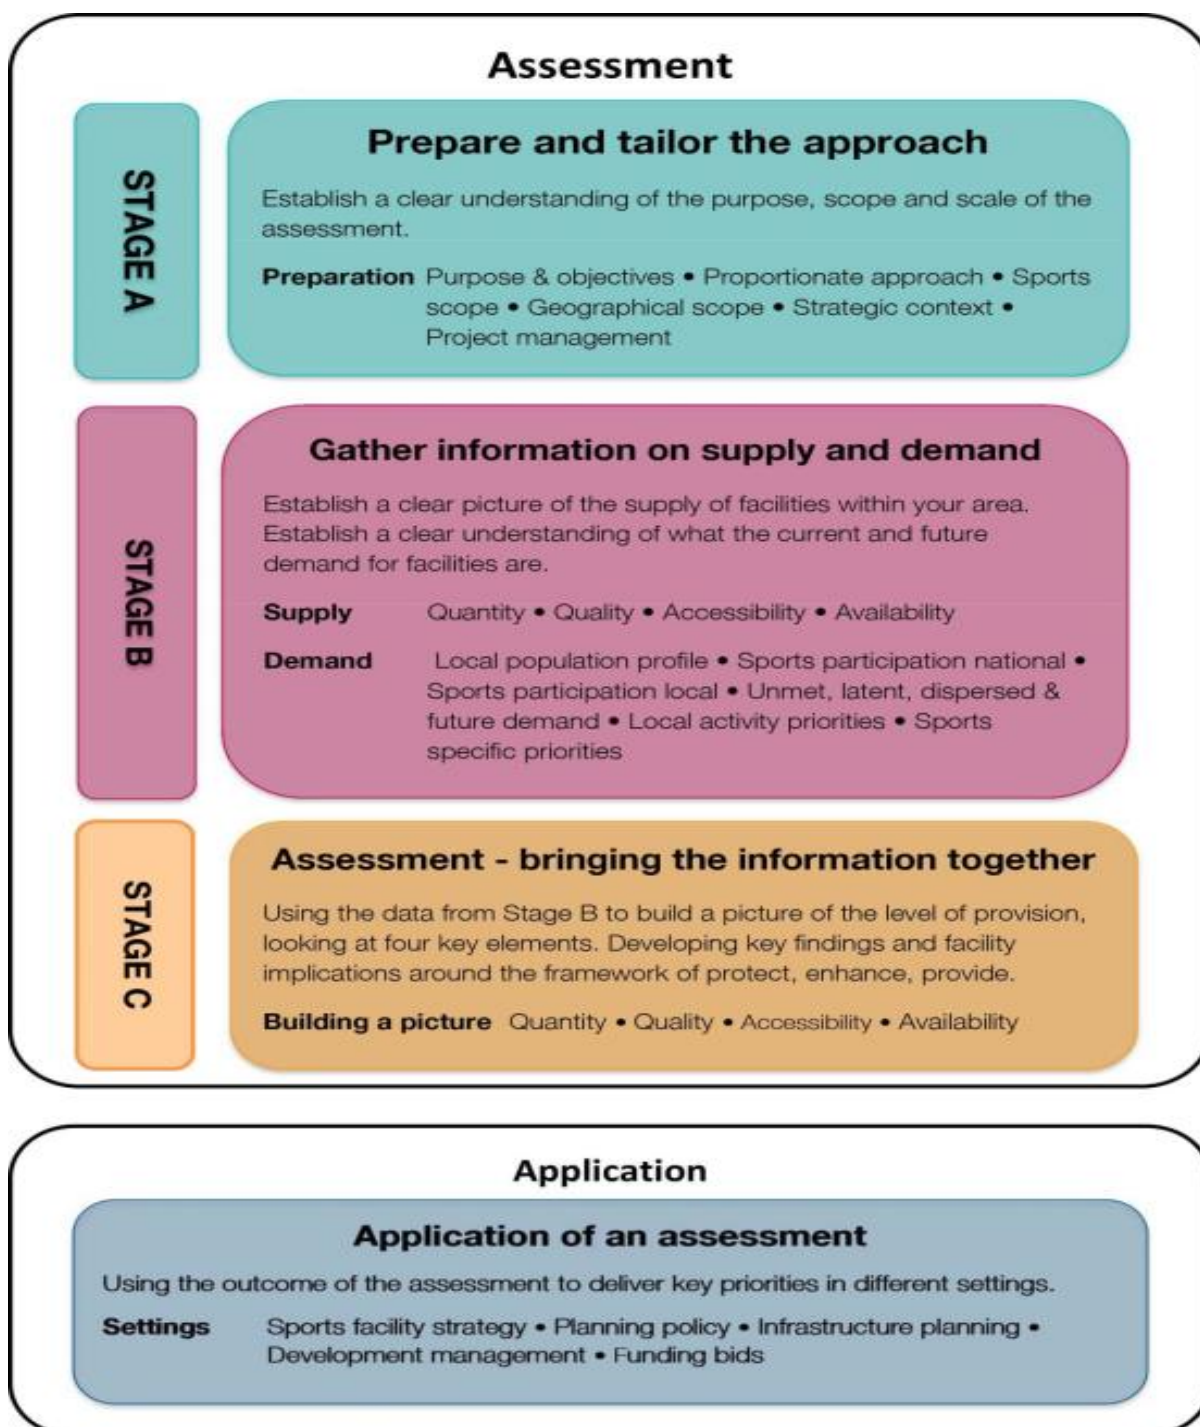 Assessment
STAGE A
Prepare and tailor the approach
Establish a clear understanding of the purpose, scope and scale of the
assessment.
Preparation Purpose & objectives • Proportionate approach • Sports
scope • Geographical scope • Strategic context •
Project management
STAGE B
Gather information on supply and demand
Establish a clear picture of the supply of facilities within your area.
Establish a clear understanding of what the current and future
demand for facilities are.
Supply Quantity • Quality • Accessibility • Availability
Demand Local population profile • Sports participation national •
Sports participation local • Unmet, latent, dispersed &
future demand • Local activity priorities • Sports
specific priorities
STAGE C
Assessment - bringing the information together
Using the data from Stage B to build a picture of the level of provision,
looking at four key elements. Developing key findings and facility
implications around the framework of protect, enhance, provide.
Building a picture Quantity • Quality • Accessibility • Availability
Application
Application of an assessment
Using the outcome of the assessment to deliver key priorities in different settings.
Settings Sports facility strategy • Planning policy • Infrastructure planning •
Development management • Funding bids